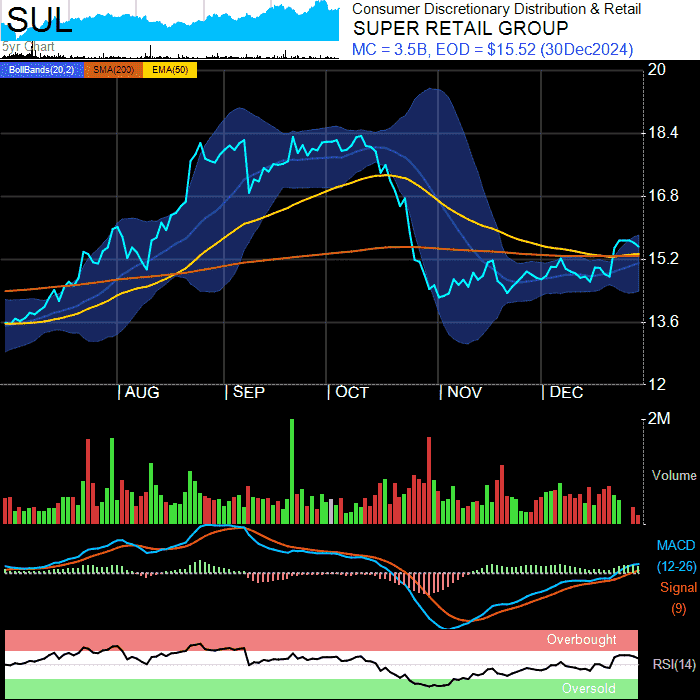 SUL
5yr Chart
Consumer Discretionary Distribution & Retail
SUPER RETAIL GROUP
MC = 3.5B, EOD = $15.52 (30Dec2024)
BollBands(20,2) SMA(200) EMA(50)
20
18.4
16.8
15.2
13.6
12
AUG SEP OCT NOV DEC
2M
Volume
MACD
(12-26)
Signal
(9)
Overbought
RSI(14)
Oversold